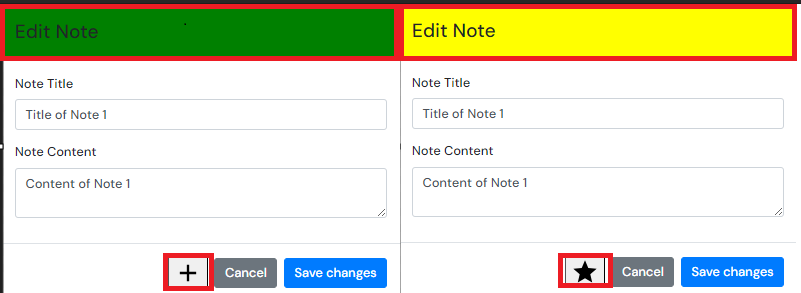 Edit Note
Note Title
Title of Note 1
Note Content
Content of Note 1
Cancel
Save changes
Edit Note
Note Title
Title of Note 1
Note Content
Content of Note 1
Cancel
Save changes